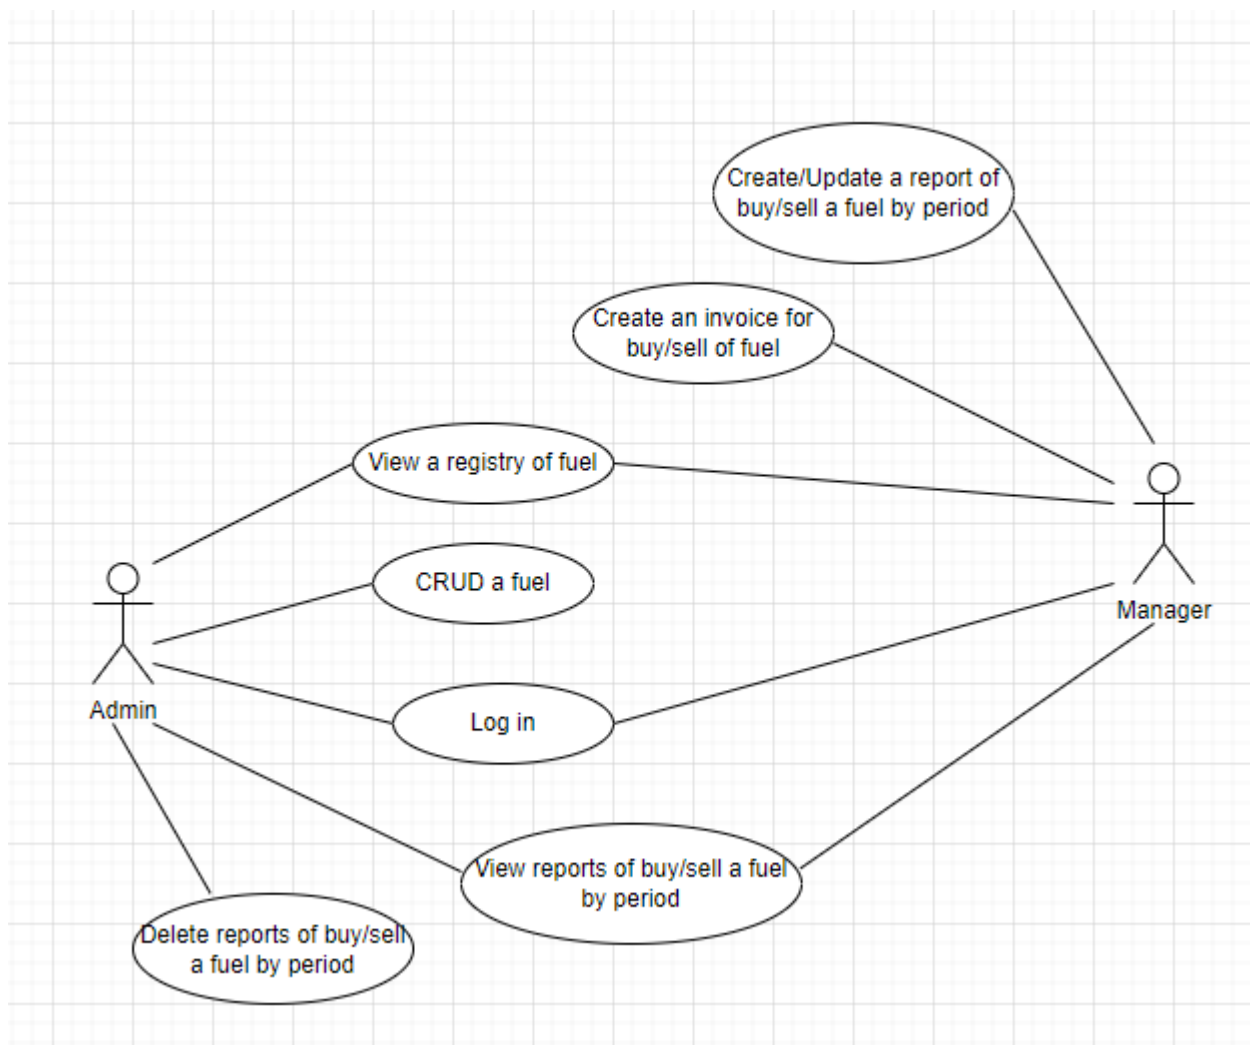 Create/Update a report of
buy/sell a fuel by period
Create an invoice for
buy/sell of fuel
View a registry of fuel
CRUD a fuel
Manager
Admin
Log in
View reports of buy/sell a fuel
by period
Delete reports of buy/sell
a fuel by period